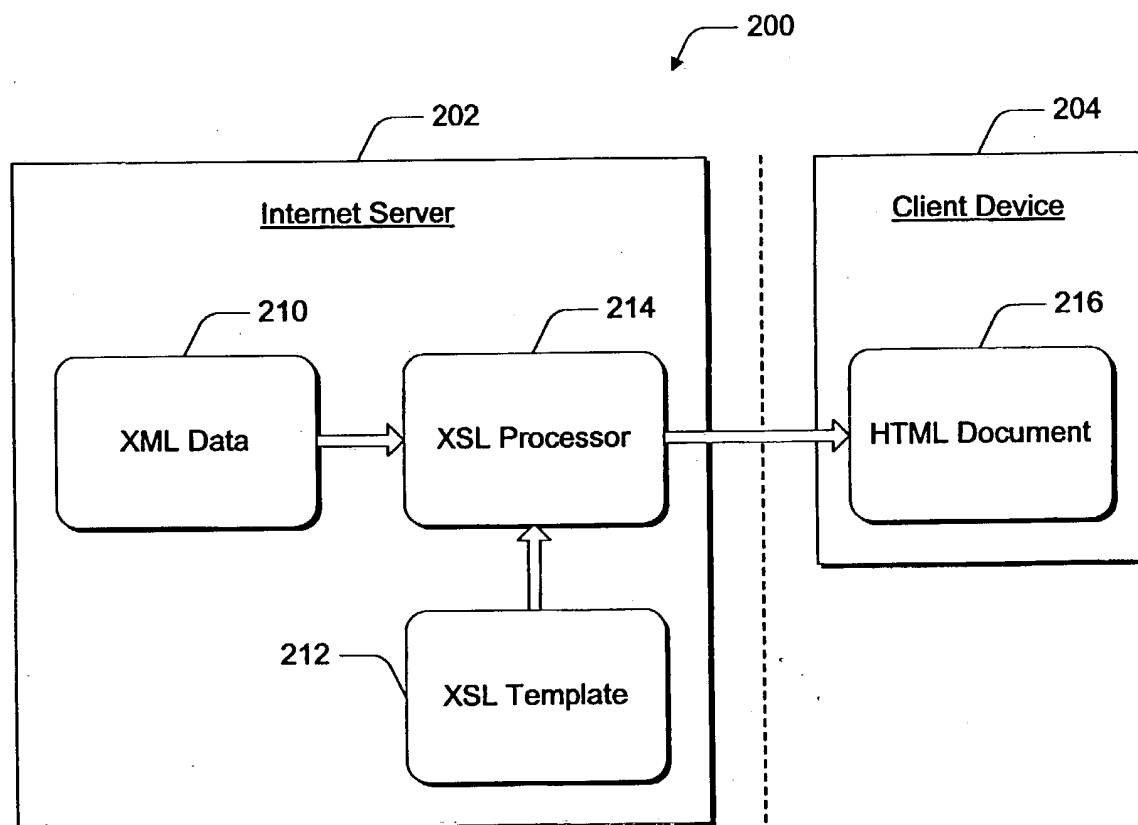 200
202
204
Internet Server
Client Device
210
214
216
XML Data
XSL Processor
HTML Document
212
XSL Template